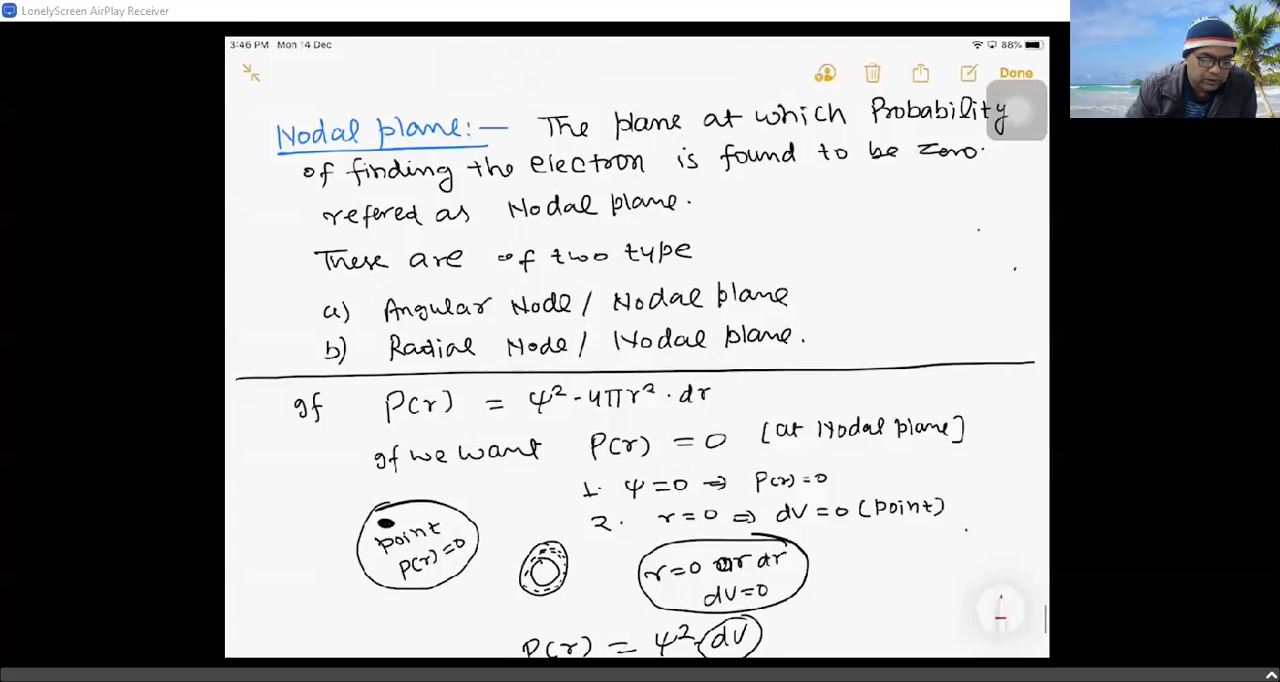 LonelyScreen AirPlay Receiver
3:46 PM Mon 14 Dec
88%
Done
Nodal plane:- The plane at which Probability
of finding the electron is found to be zero.
refered as Nodal plane.
These are of two type
a) Angular Node / Nodal plane
b) Radial Node / Nodal plane.
If P(r) = ψ² - 4πr² · dr
If we want P(r) = 0 [at Nodal plane]
1. ψ = 0 ⇒ P(r) = 0
2. r = 0 ⇒ dV = 0 (point)
point
P(r) = 0
r = 0 or dr
dV = 0
P(r) = ψ² · dV